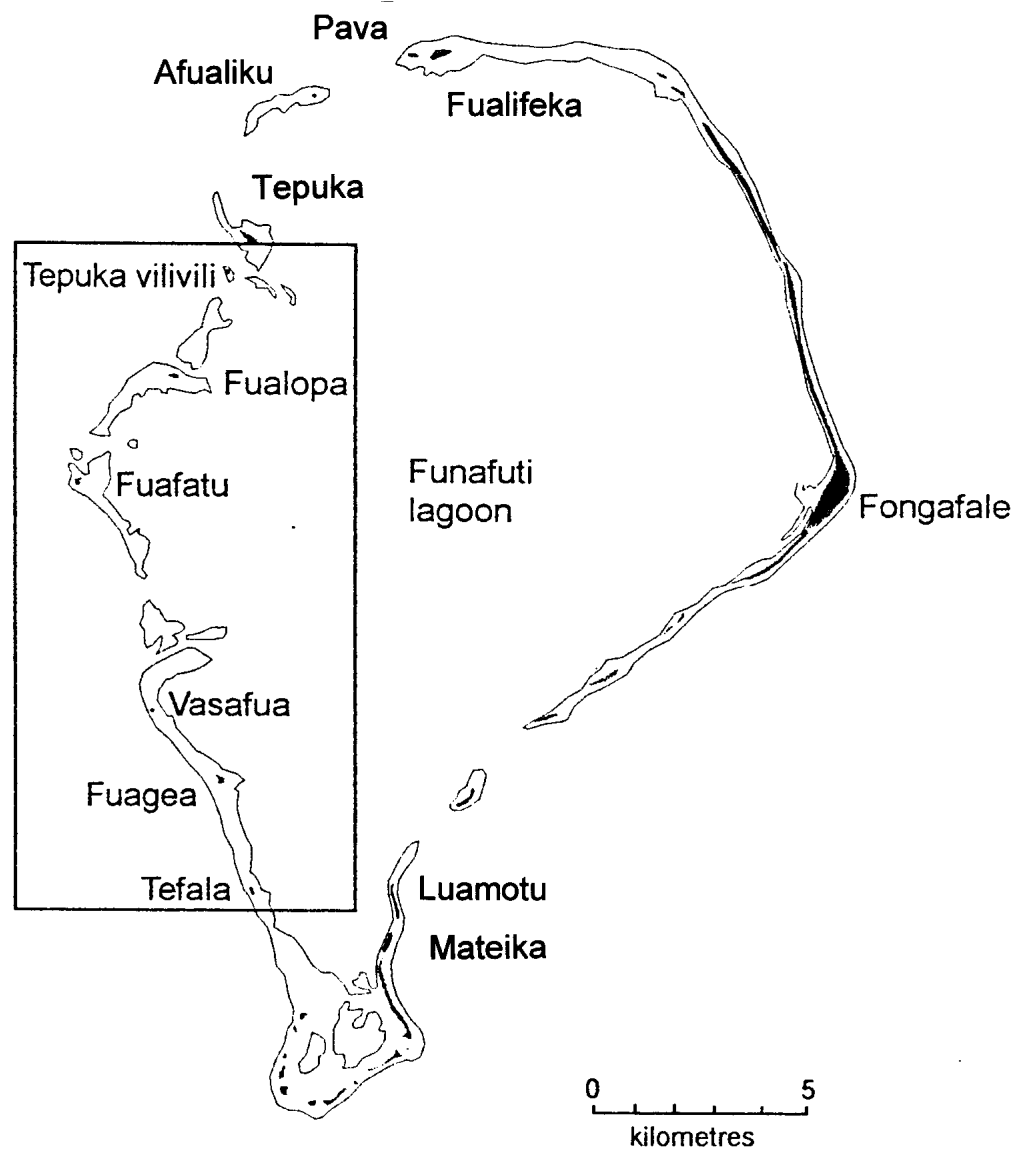 Pava
Afualiku
Fualifeka
Tepuka
Tepuka vilivili
Fualopa
Funafuti
lagoon
Fuafatu
Fongafale
Vasafua
Fuagea
Tefala
Luamotu
Mateika
0 5
kilometres